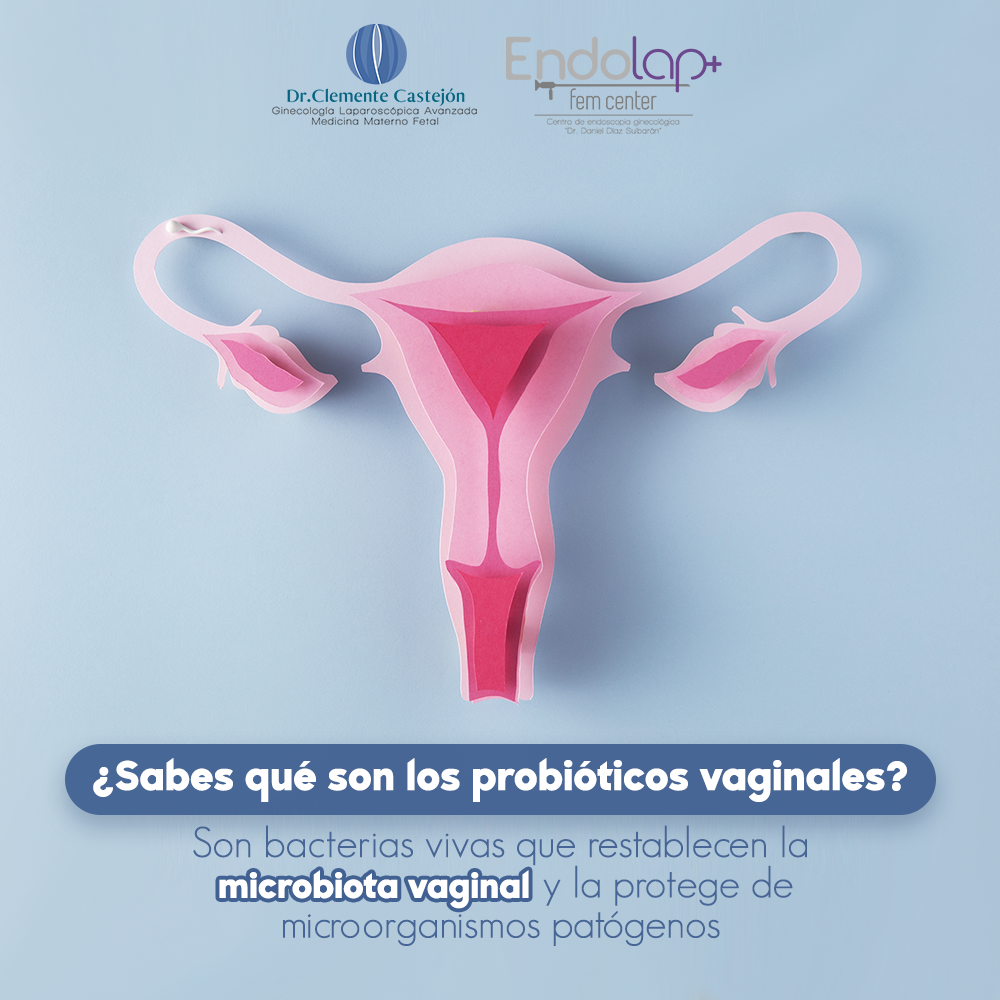 Dr.Clemente Castejón
Ginecología Laparoscópica Avanzada
Medicina Materno Fetal
Endolap+
fem center
Centro de endoscopia ginecológica
"Dr. Daniel Díaz Sulbarán"
¿Sabes qué son los probióticos vaginales?
Son bacterias vivas que restablecen la
microbiota vaginal y la protege de
microorganismos patógenos